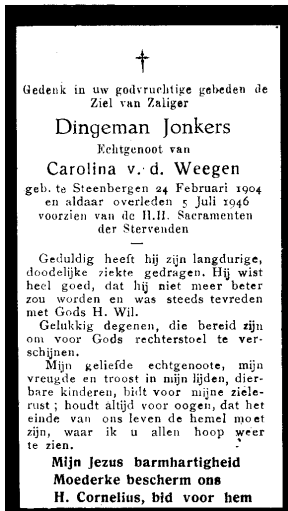 Gedenk in uw godvruchtige gebeden de
Ziel van Zaliger
Dingeman Jonkers
Echtgenoot van
Carolina v. d. Weegen
geb. te Steenbergen 24 Februari 1904
en aldaar overleden 5 Juli 1946
voorzien van de H.H. Sacramenten
der Stervenden
Geduldig heeft hij zijn langdurige,
doodelijke ziekte gedragen. Hij wist
heel goed, dat hij niet meer beter
zou worden en was steeds tevreden
met Gods H. Wil.
Gelukkig degenen, die bereid zijn
om voor Gods rechterstoel te ver-
schijnen.
Mijn geliefde echtgenoote, mijn
vreugde en troost in mijn lijden, dier-
bare kinderen, bidt voor mijne ziele-
rust; houdt altijd voor oogen, dat het
einde van ons leven de hemel moet
zijn, waar ik u allen hoop weer
te zien.
Mijn Jezus barmhartigheid
Moederke bescherm ons
H. Cornelius, bid voor hem